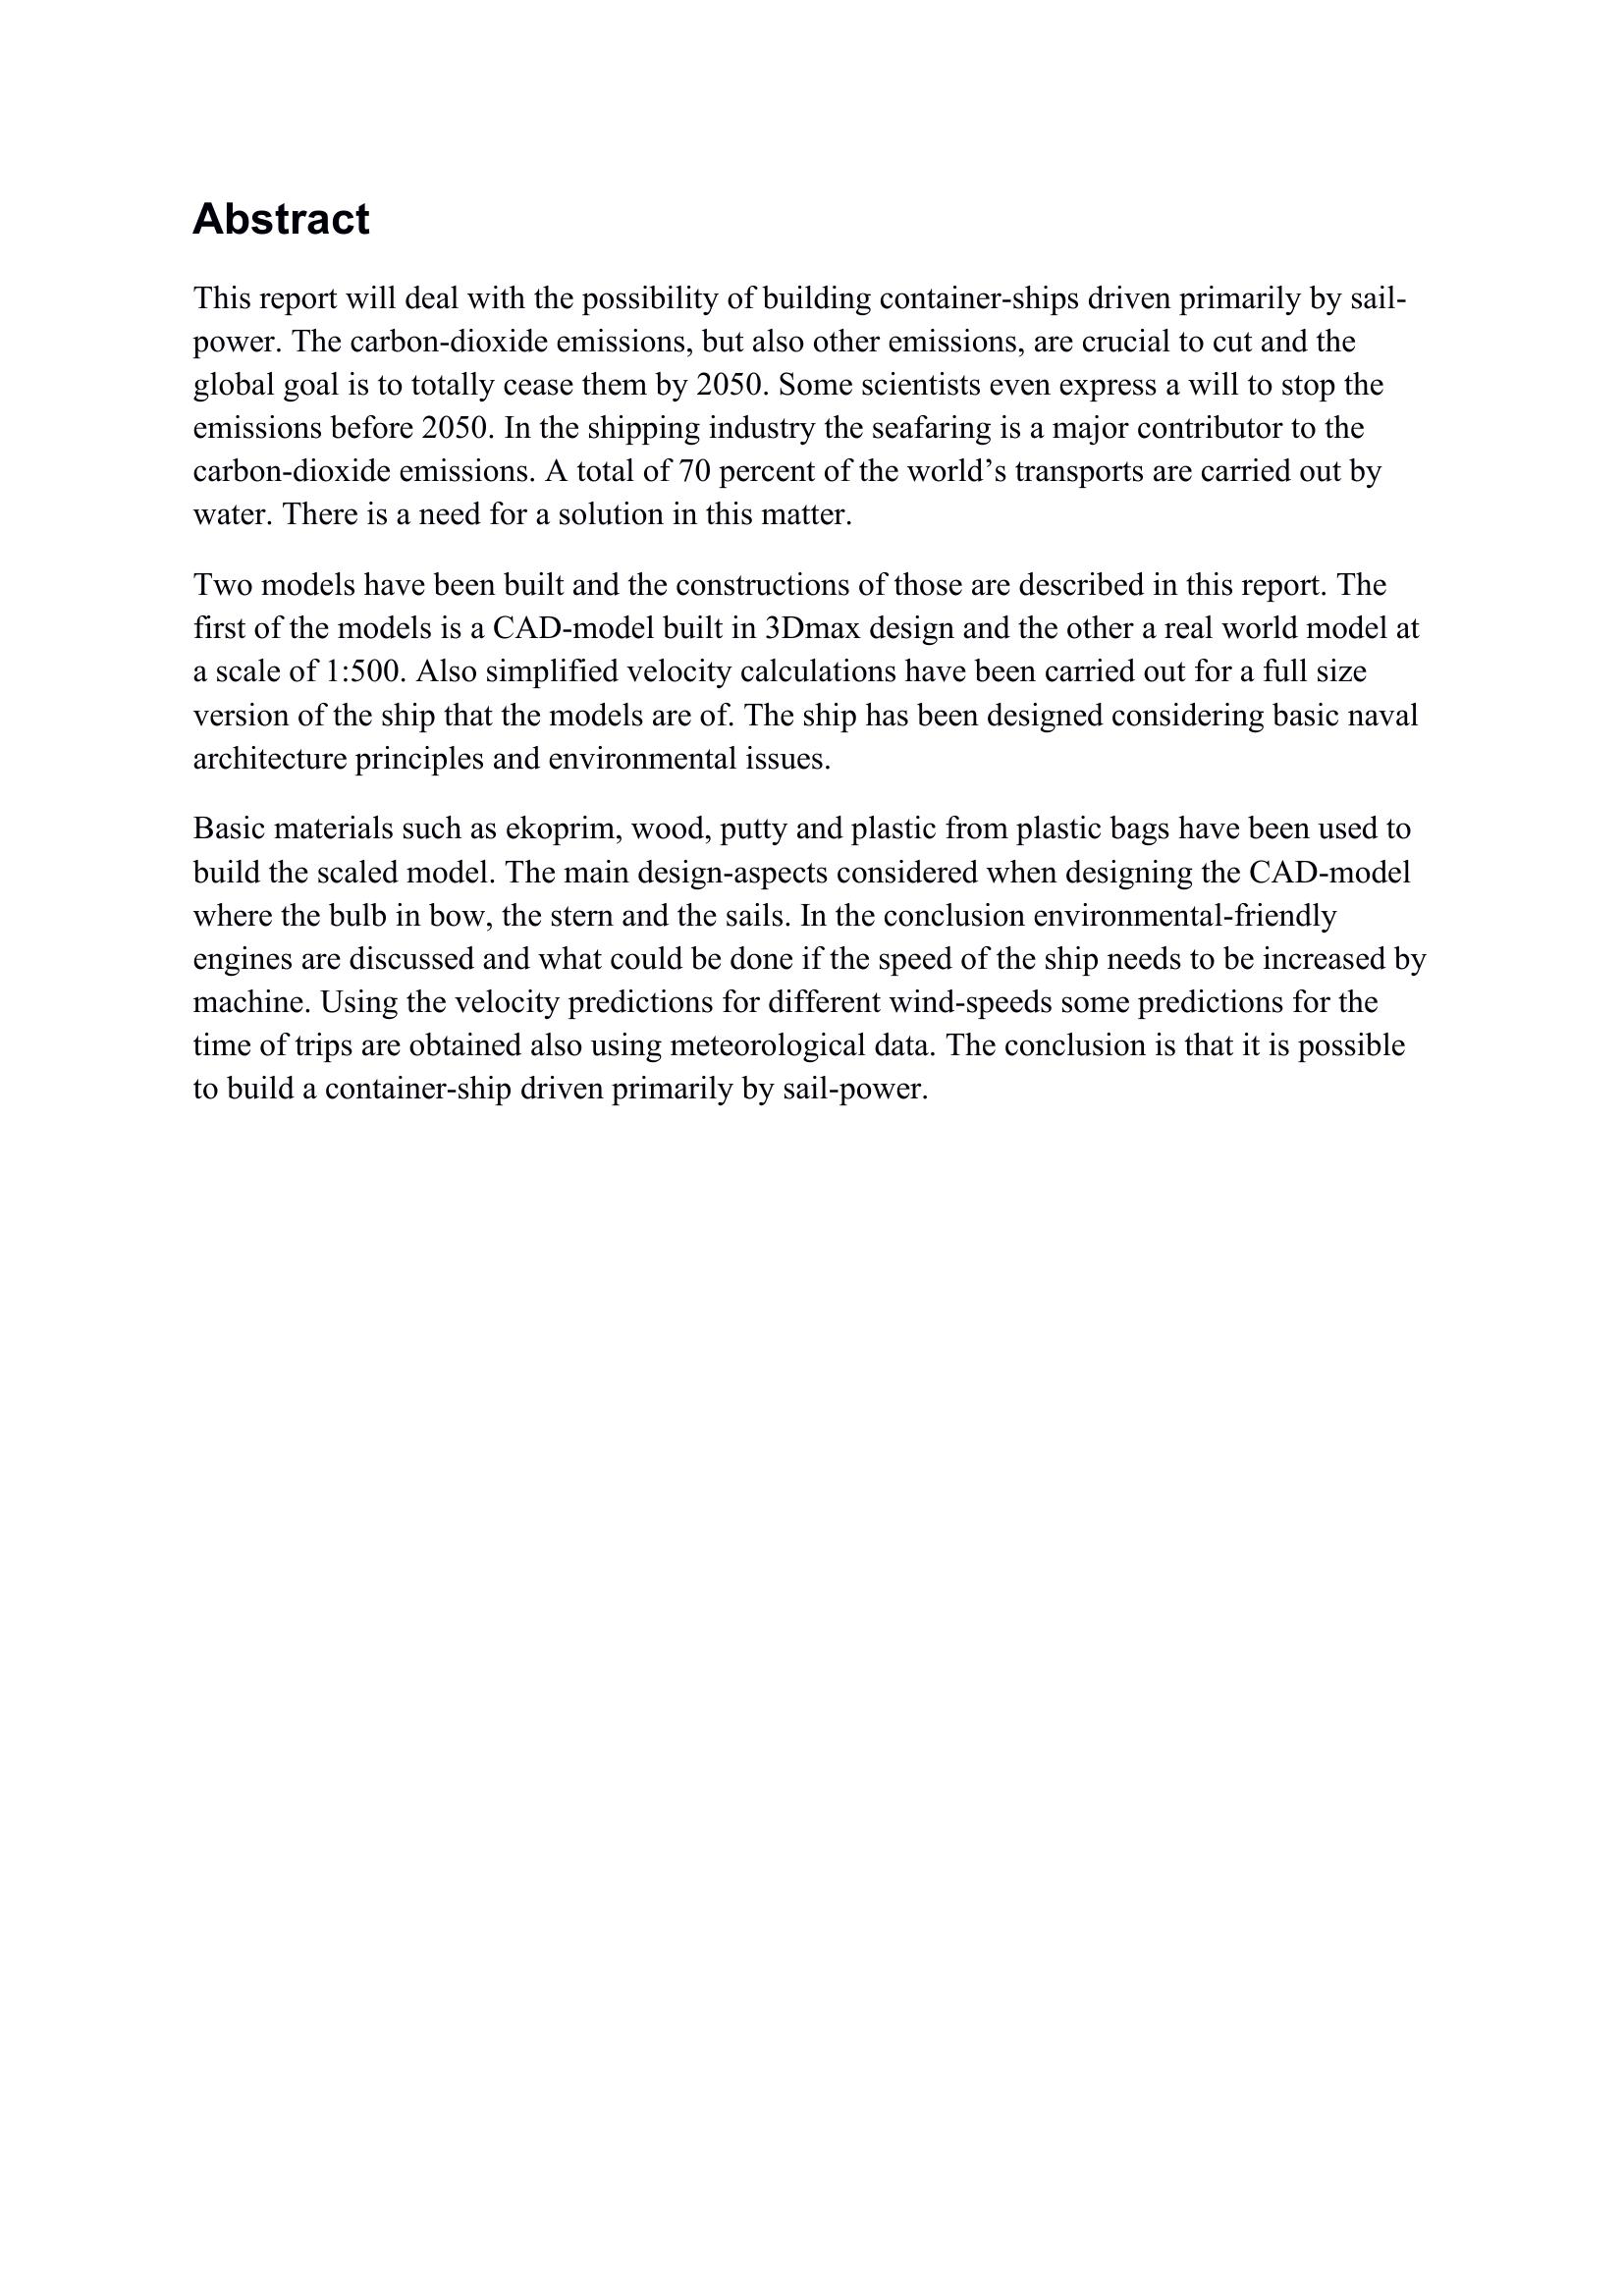 Abstract
This report will deal with the possibility of building container-ships driven primarily by sail-
power. The carbon-dioxide emissions, but also other emissions, are crucial to cut and the
global goal is to totally cease them by 2050. Some scientists even express a will to stop the
emissions before 2050. In the shipping industry the seafaring is a major contributor to the
carbon-dioxide emissions. A total of 70 percent of the world’s transports are carried out by
water. There is a need for a solution in this matter.
Two models have been built and the constructions of those are described in this report. The
first of the models is a CAD-model built in 3Dmax design and the other a real world model at
a scale of 1:500. Also simplified velocity calculations have been carried out for a full size
version of the ship that the models are of. The ship has been designed considering basic naval
architecture principles and environmental issues.
Basic materials such as ekoprim, wood, putty and plastic from plastic bags have been used to
build the scaled model. The main design-aspects considered when designing the CAD-model
where the bulb in bow, the stern and the sails. In the conclusion environmental-friendly
engines are discussed and what could be done if the speed of the ship needs to be increased by
machine. Using the velocity predictions for different wind-speeds some predictions for the
time of trips are obtained also using meteorological data. The conclusion is that it is possible
to build a container-ship driven primarily by sail-power.